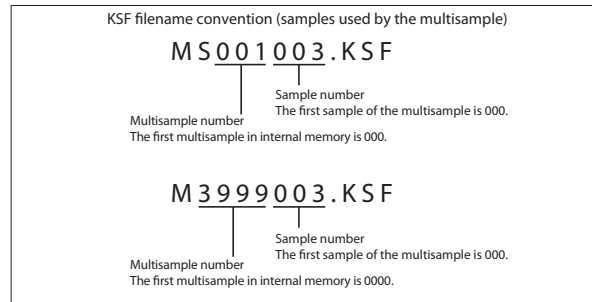 KSF filename convention (samples used by the multisample)
MS001003.KSF
Sample number
The first sample of the multisample is 000.
Multisample number
The first multisample in internal memory is 000.
M3999003.KSF
Sample number
The first sample of the multisample is 000.
Multisample number
The first multisample in internal memory is 0000.